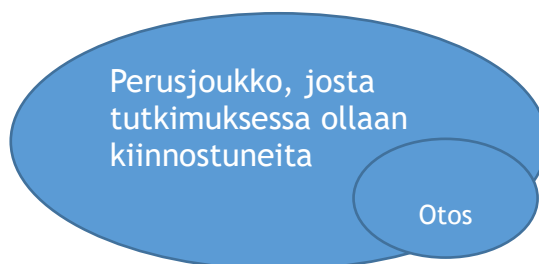 Perusjoukko, josta
tutkimuksessa ollaan
kiinnostuneita
Otos